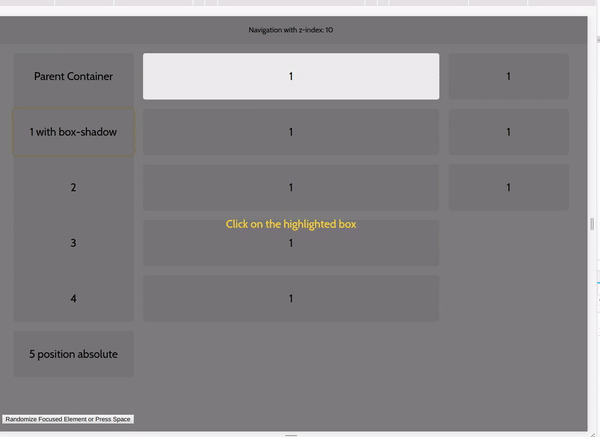 Navigation with z-index: 10
Parent Container
1
1
1 with box-shadow
1
1
2
1
1
Click on the highlighted box
3
1
4
1
5 position absolute
Randomize Focused Element or Press Space